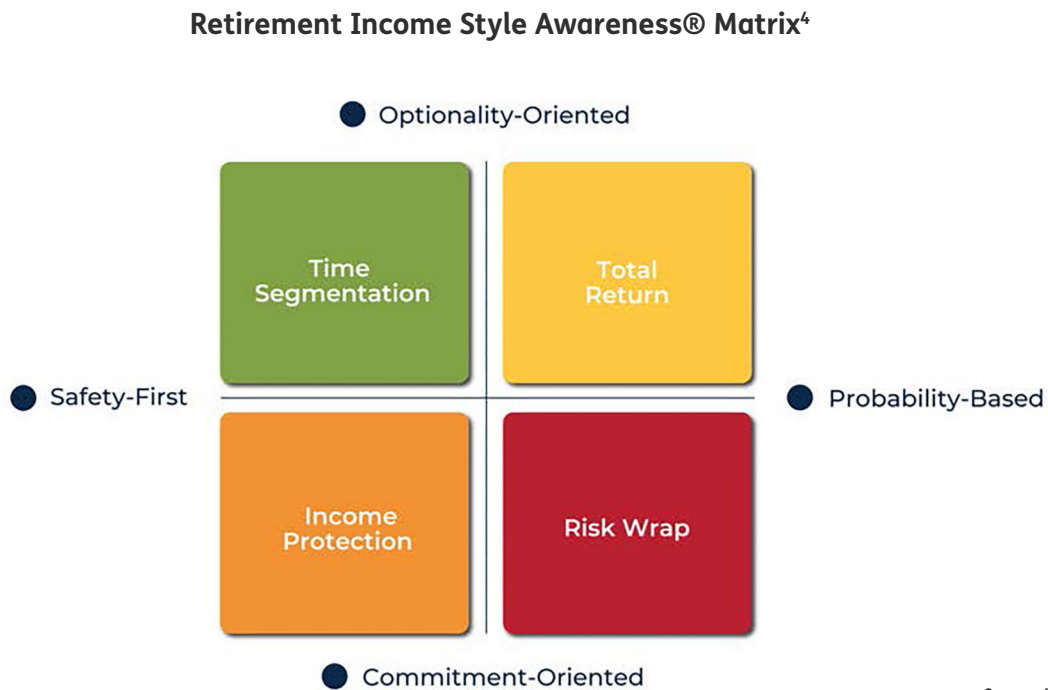 Retirement Income Style Awareness® Matrix⁴
Optionality-Oriented
Time
Segmentation
Total
Return
Safety-First
Probability-Based
Income
Protection
Risk Wrap
Commitment-Oriented